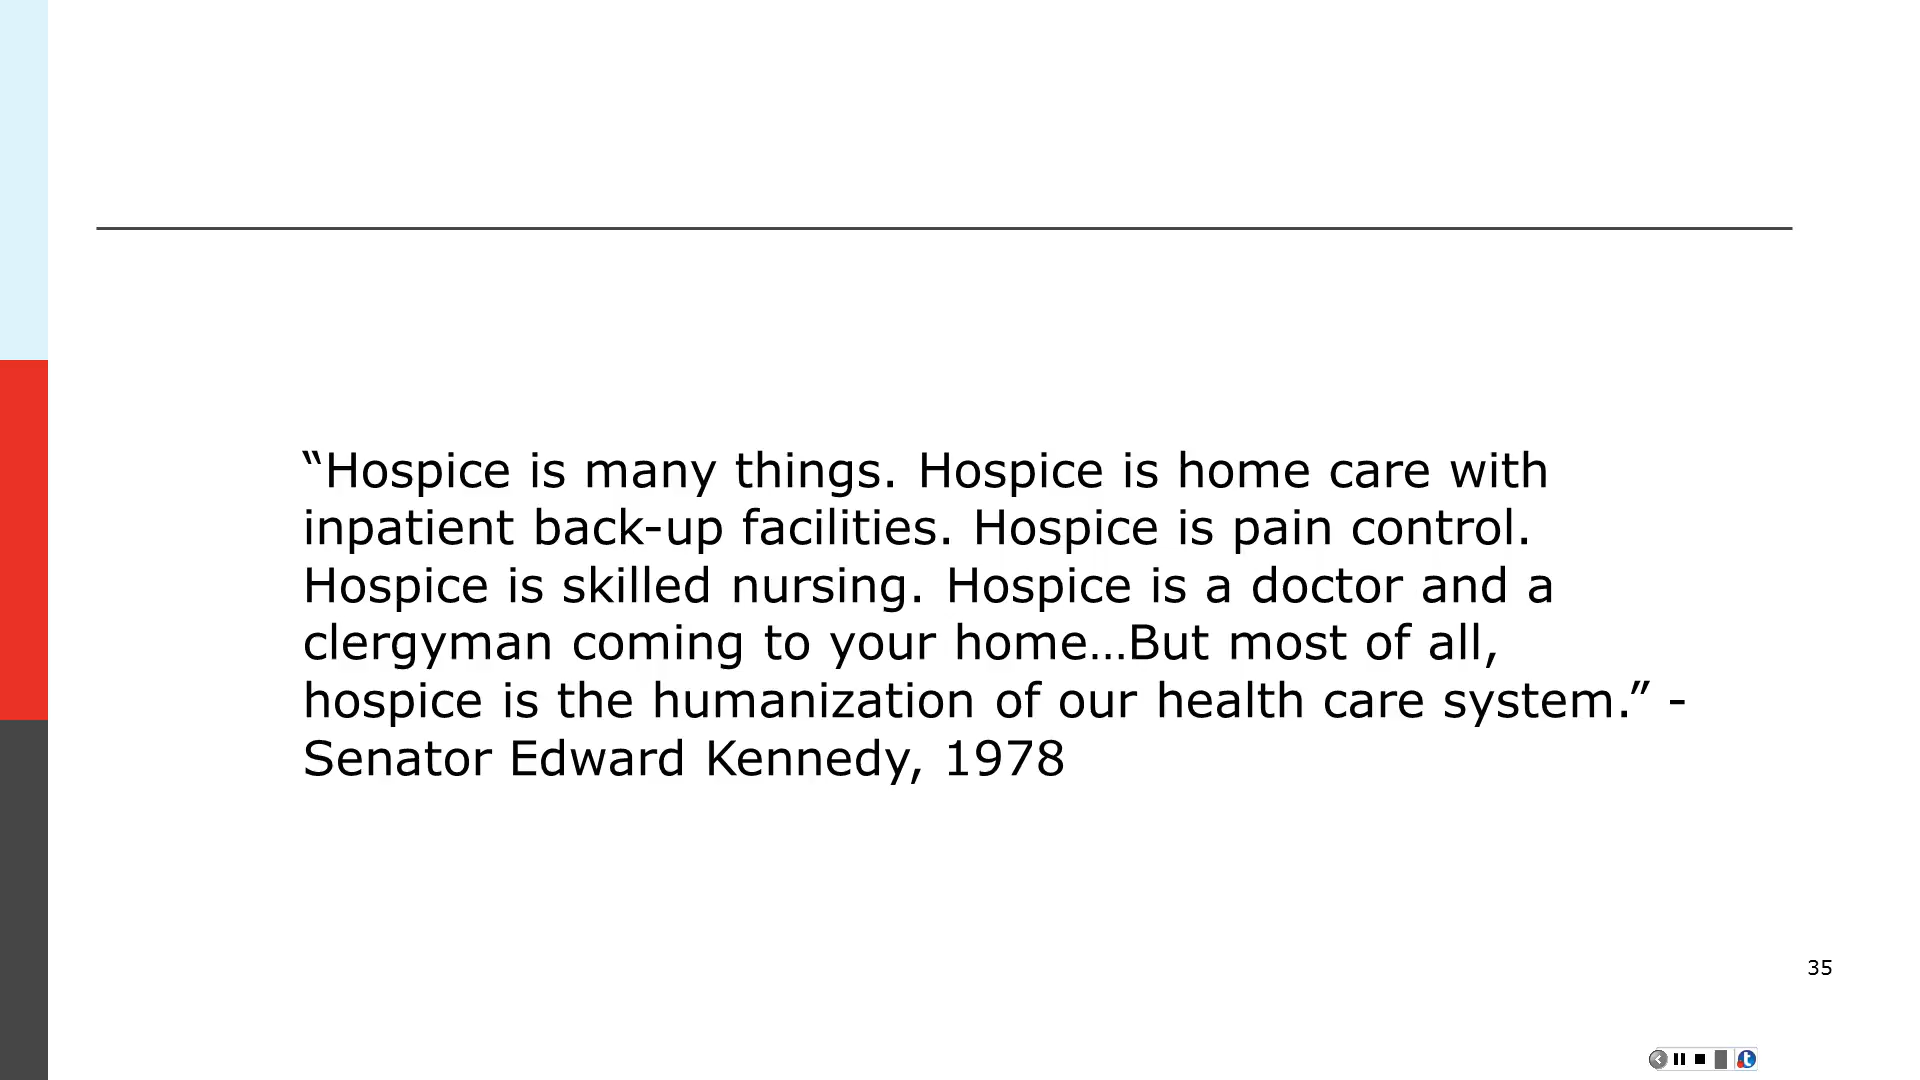 “Hospice is many things. Hospice is home care with
inpatient back-up facilities. Hospice is pain control.
Hospice is skilled nursing. Hospice is a doctor and a
clergyman coming to your home…But most of all,
hospice is the humanization of our health care system.” -
Senator Edward Kennedy, 1978
35
t